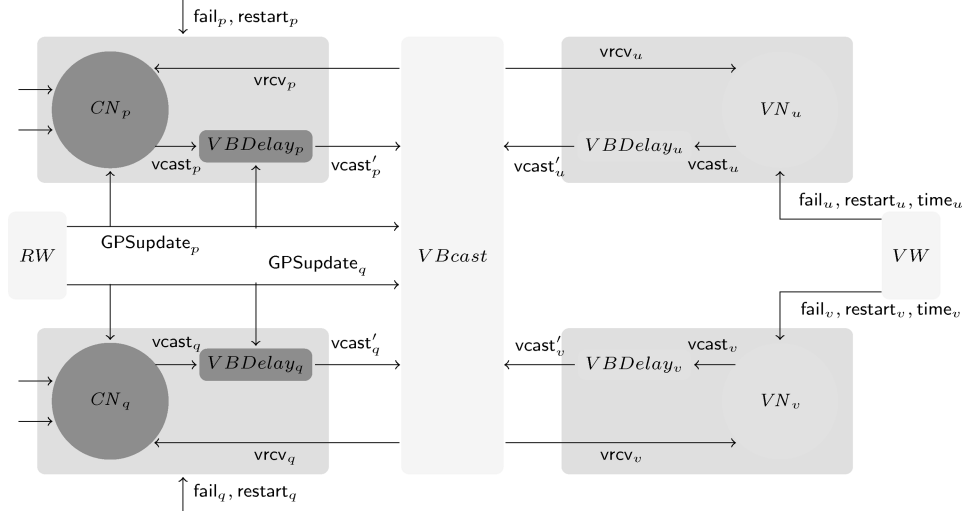 fail_p, restart_p
vrcv_p
vrcv_u
CN_p
VN_u
VBDelay_p
VBDelay_u
vcast_p
vcast'_p
vcast'_u
vcast_u
fail_u, restart_u, time_u
GPSupdate_p
RW
VBcast
VW
GPSupdate_q
fail_v, restart_v, time_v
vcast_q
vcast'_q
vcast'_v
vcast_v
VBDelay_q
VBDelay_v
CN_q
VN_v
vrcv_q
vrcv_v
fail_q, restart_q